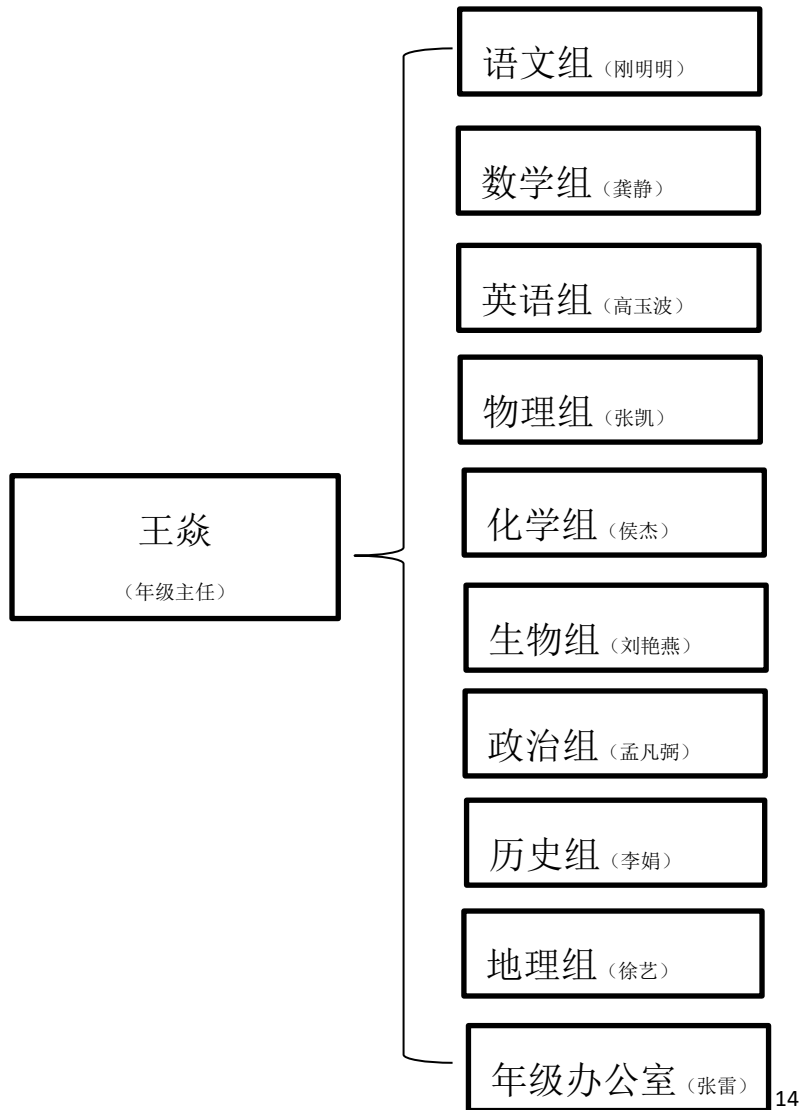 语文组（刚明明）
数学组（龚静）
英语组（高玉波）
物理组（张凯）
王焱
（年级主任）
化学组（侯杰）
生物组（刘艳燕）
政治组（孟凡弼）
历史组（李娟）
地理组（徐艺）
年级办公室（张雷）
14